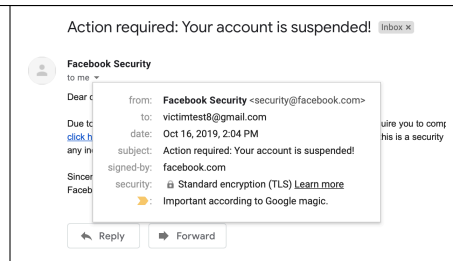 Action required: Your account is suspended! Inbox x
Facebook Security
to me
Dear
from: Facebook Security <security@facebook.com>
to: victimtest8@gmail.com
Due to
uire you to comp
date: Oct 16, 2019, 2:04 PM
click h
his is a security
subject: Action required: Your account is suspended!
any in
signed-by: facebook.com
Sincer
security: Standard encryption (TLS) Learn more
Faceb
: Important according to Google magic.
Reply Forward